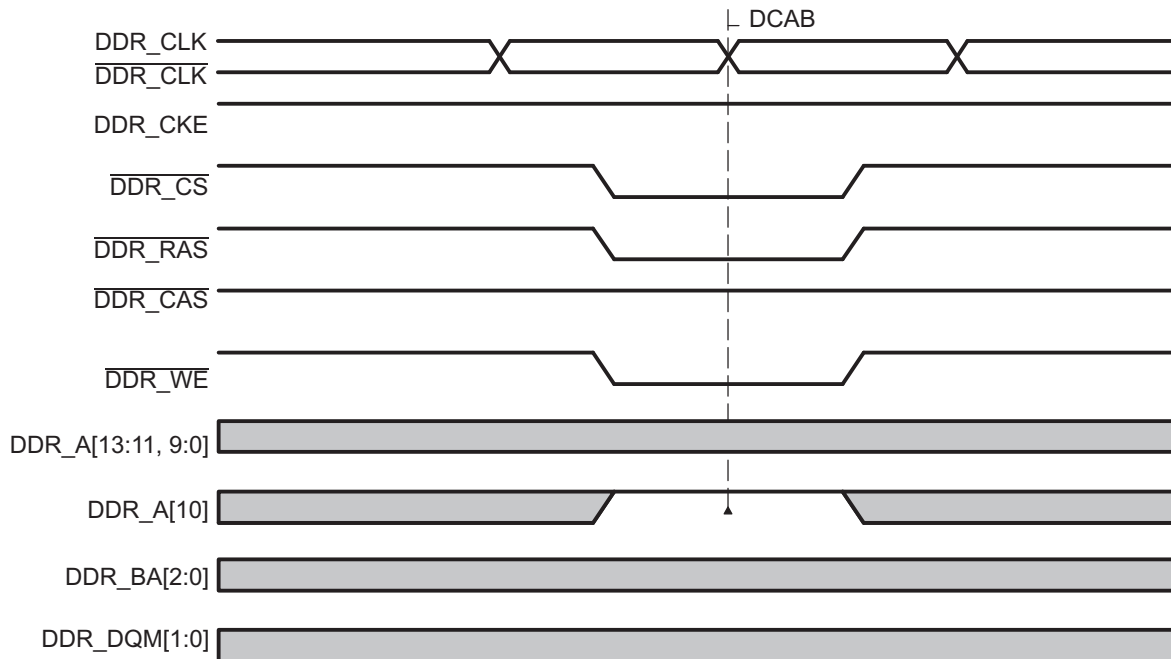 DCAB
DDR_CLK
DDR_CLK
DDR_CKE
DDR_CS
DDR_RAS
DDR_CAS
DDR_WE
DDR_A[13:11, 9:0]
DDR_A[10]
DDR_BA[2:0]
DDR_DQM[1:0]